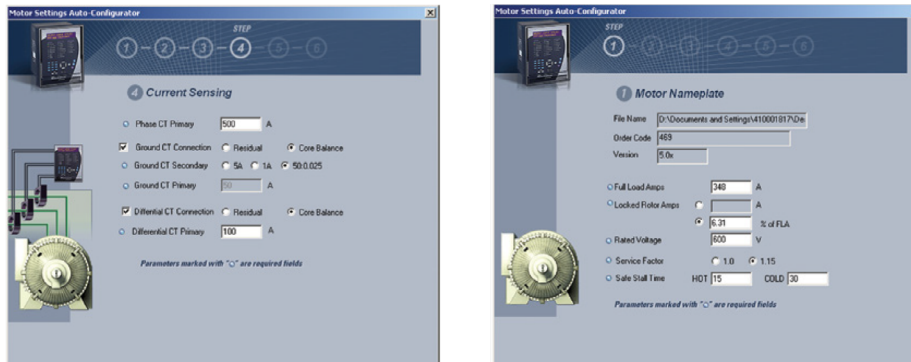 Motor Settings Auto-Configurator
STEP
1 2 3 4 5 6
4 Current Sensing
Phase CT Primary 500 A
Ground CT Connection Residual Core Balance
Ground CT Secondary 5A 1A 50:0.025
Ground CT Primary 50 A
Diffential CT Connection Residual Core Balance
Differential CT Primary 100 A
Parameters marked with "○" are required fields
Motor Settings Auto-Configurator
STEP
1 2 3 4 5 6
1 Motor Nameplate
File Name D:\Documents and Settings\410001817\De
Order Code 469
Version 5.0x
Full Load Amps 348 A
Locked Rotor Amps A
6.31 % of FLA
Rated Voltage 600 V
Service Factor 1.0 1.15
Safe Stall Time HOT 15 COLD 30
Parameters marked with "○" are required fields